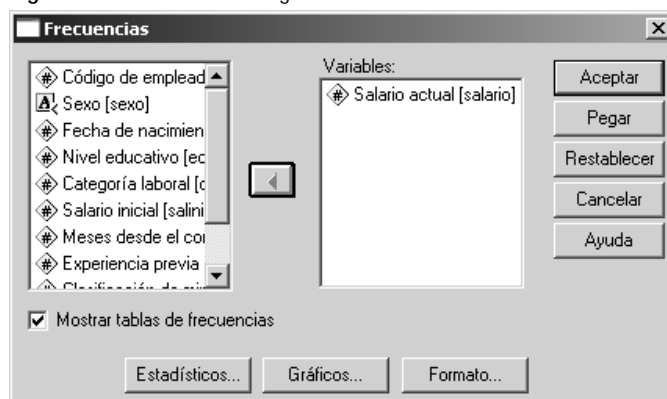 Frecuencias
Código de emplead
Sexo [sexo]
Fecha de nacimien
Nivel educativo [ec
Categoría laboral [c
Salario inicial [salini
Meses desde el co
Experiencia previa
Variables:
Salario actual [salario]
Aceptar
Pegar
Restablecer
Cancelar
Ayuda
Mostrar tablas de frecuencias
Estadísticos...
Gráficos...
Formato...